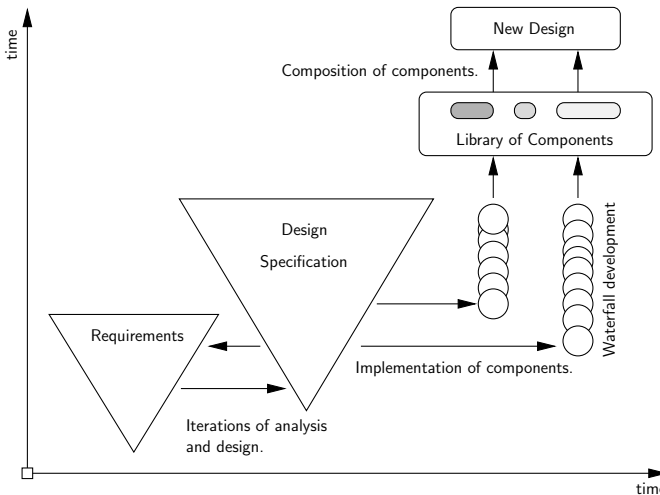 time
New Design
Composition of components.
Library of Components
Design
Specification
Waterfall development
Requirements
Implementation of components.
Iterations of analysis
and design.
time